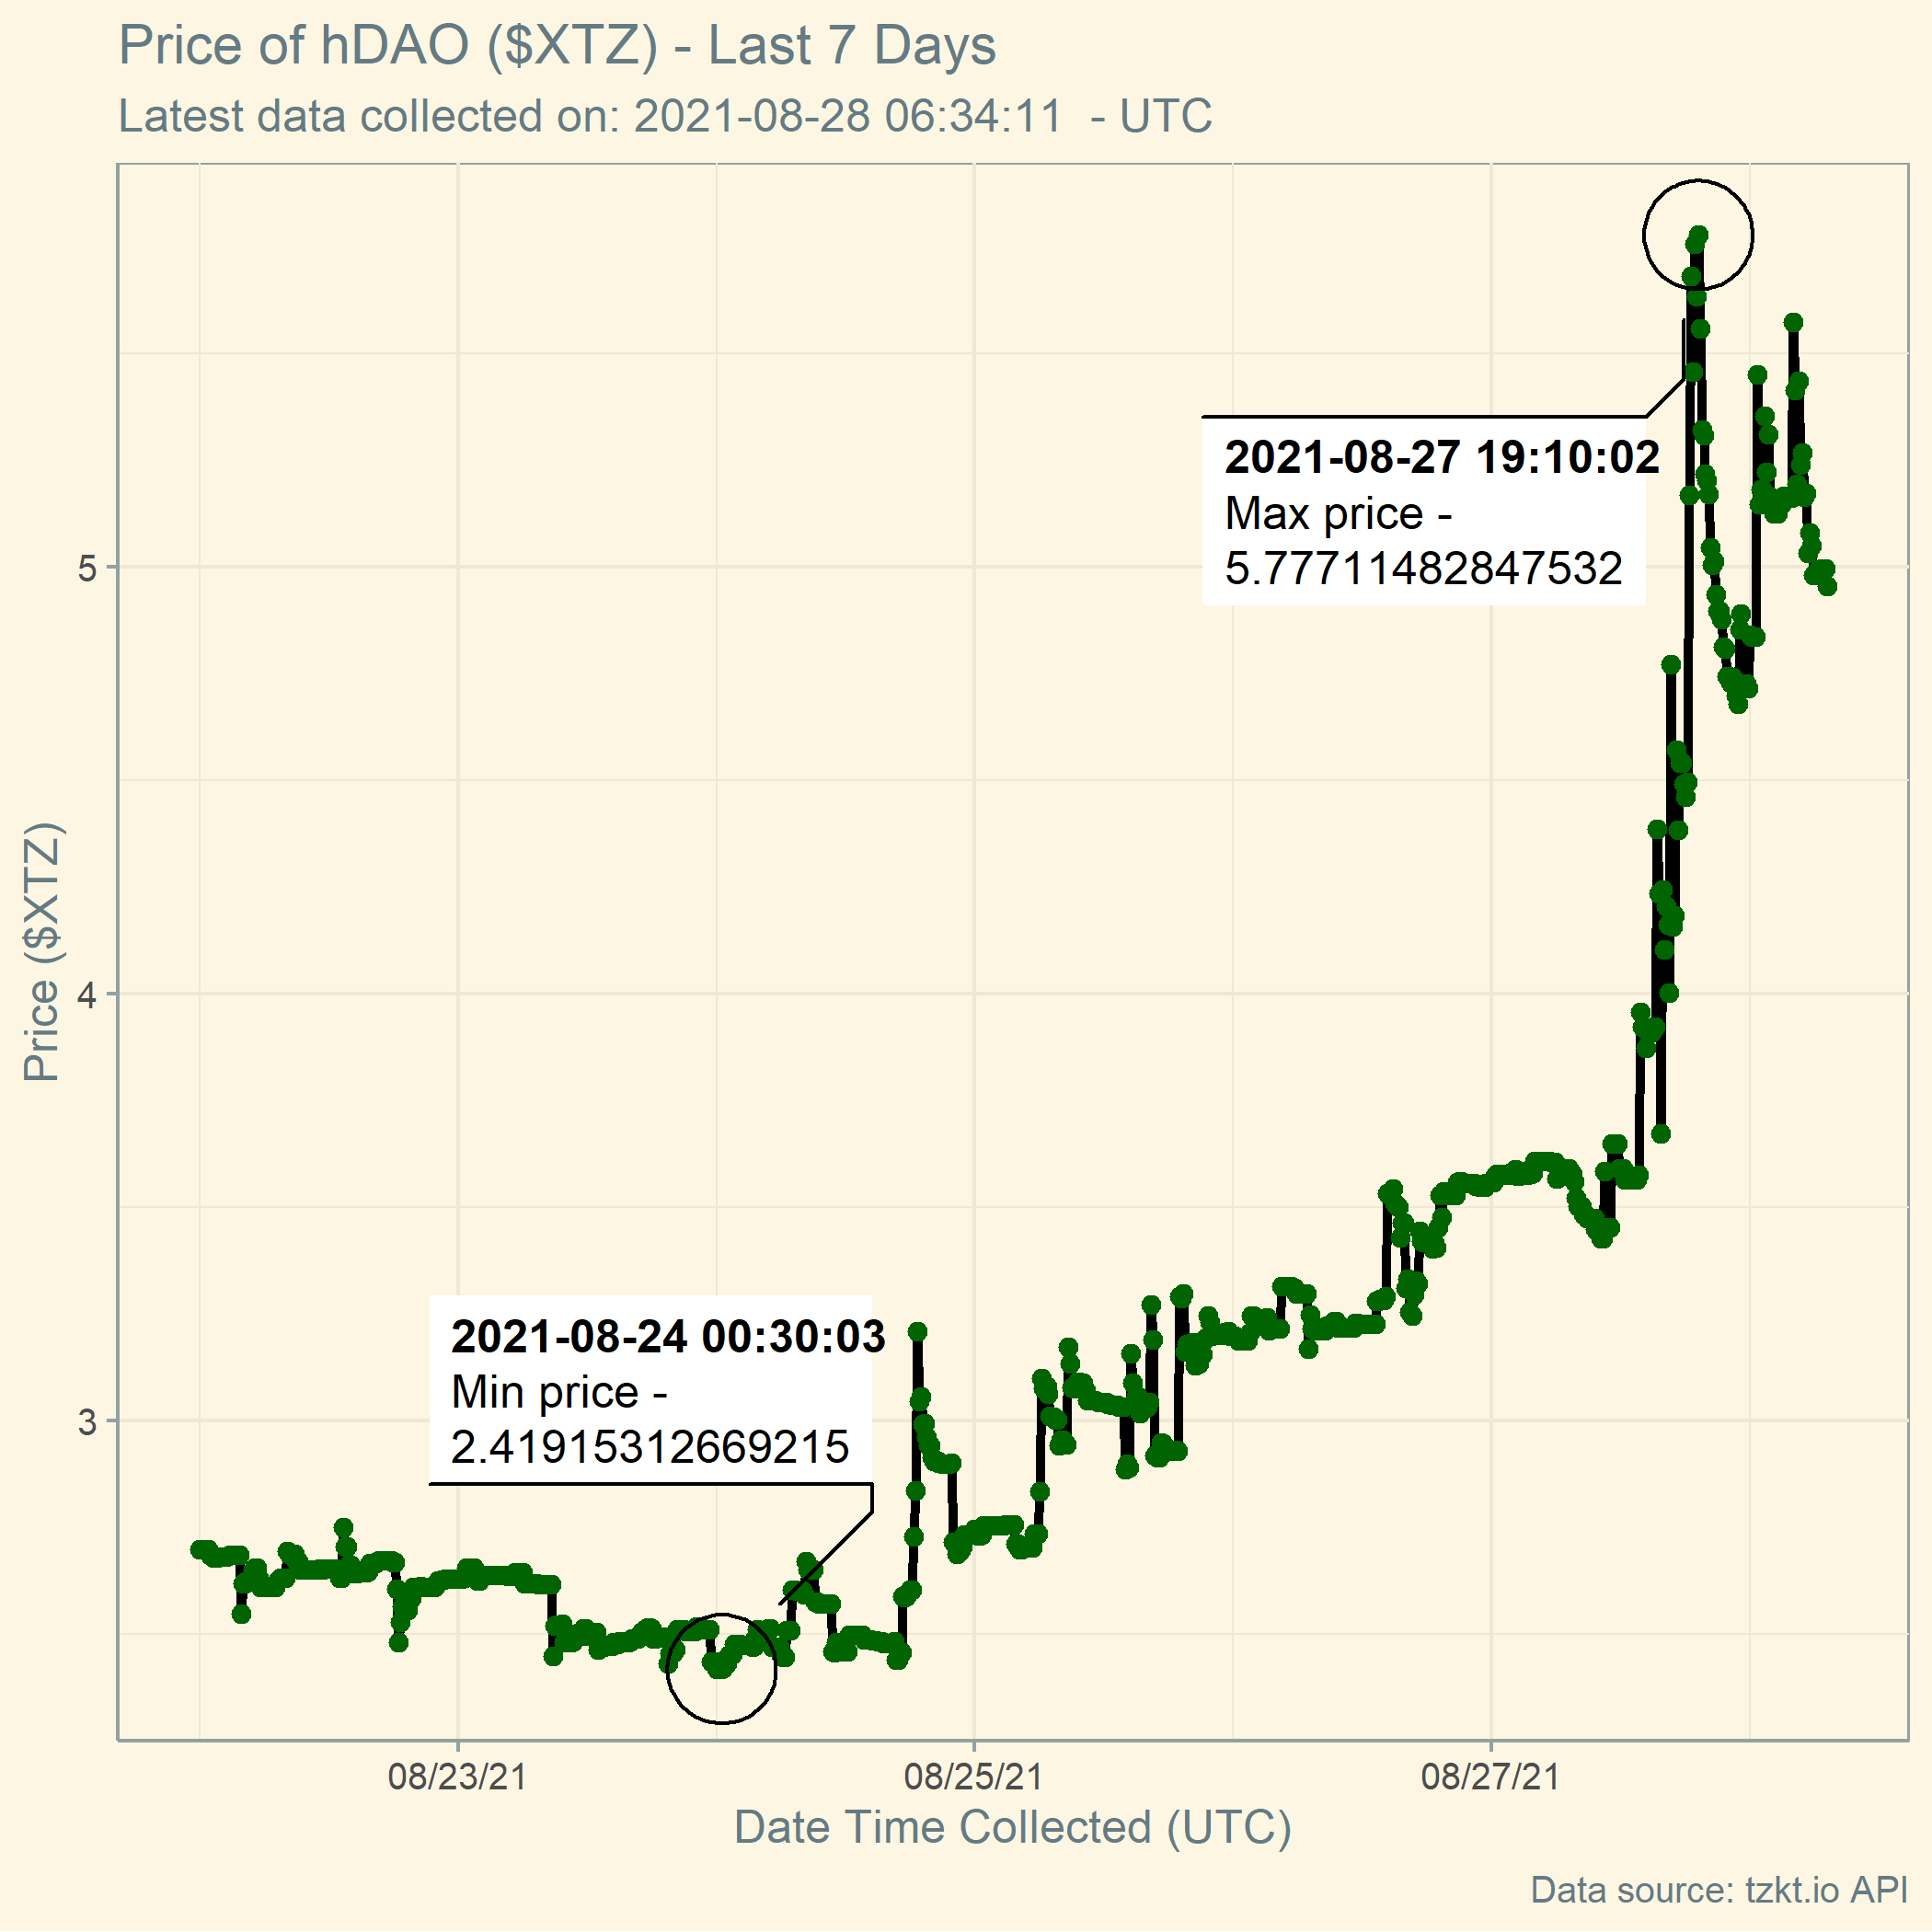 Price of hDAO ($XTZ) - Last 7 Days
Latest data collected on: 2021-08-28 06:34:11  - UTC
2021-08-27 19:10:02
Max price -
5.77711482847532
5
4
3
Price ($XTZ)
2021-08-24 00:30:03
Min price -
2.41915312669215
08/23/21
08/25/21
08/27/21
Date Time Collected (UTC)
Data source: tzkt.io API